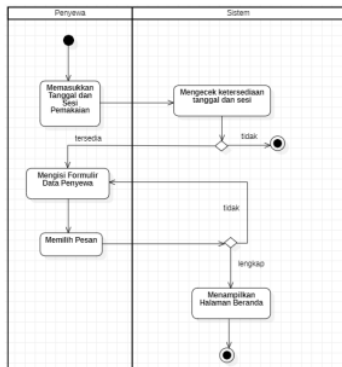 Penyewa
Sistem
Memasukkan
Tanggal dan
Sesi
Pemakaian
Mengecek ketersediaan
tanggal dan sesi
tersedia
tidak
Mengisi Formulir
Data Penyewa
tidak
Memilih Pesan
lengkap
Menampilkan
Halaman Beranda